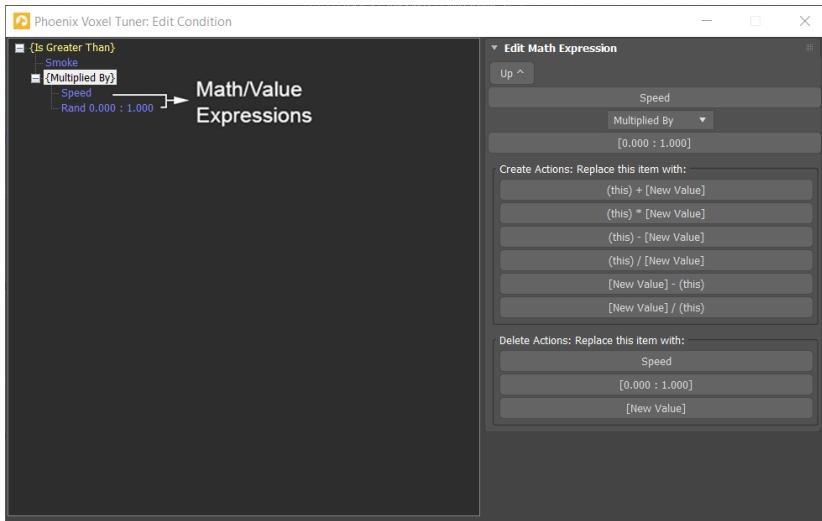 Phoenix Voxel Tuner: Edit Condition
{Is Greater Than}
Smoke
{Multiplied By}
Speed
Rand 0.000 : 1.000
Math/Value
Expressions
Edit Math Expression
Up ^
Speed
Multiplied By
[0.000 : 1.000]
Create Actions: Replace this item with:
(this) + [New Value]
(this) * [New Value]
(this) - [New Value]
(this) / [New Value]
[New Value] - (this)
[New Value] / (this)
Delete Actions: Replace this item with:
Speed
[0.000 : 1.000]
[New Value]